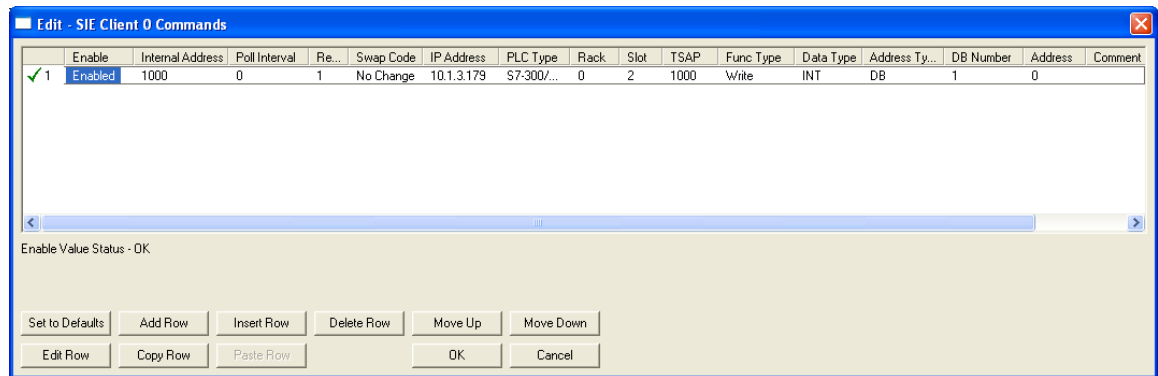 Edit - SIE Client 0 Commands
Enable Internal Address Poll Interval Re... Swap Code IP Address PLC Type Rack Slot TSAP Func Type Data Type Address Ty... DB Number Address Comment
1 Enabled 1000 0 1 No Change 10.1.3.179 S7-300/... 0 2 1000 Write INT DB 1 0
Enable Value Status - OK
Set to Defaults Add Row Insert Row Delete Row Move Up Move Down
Edit Row Copy Row Paste Row OK Cancel